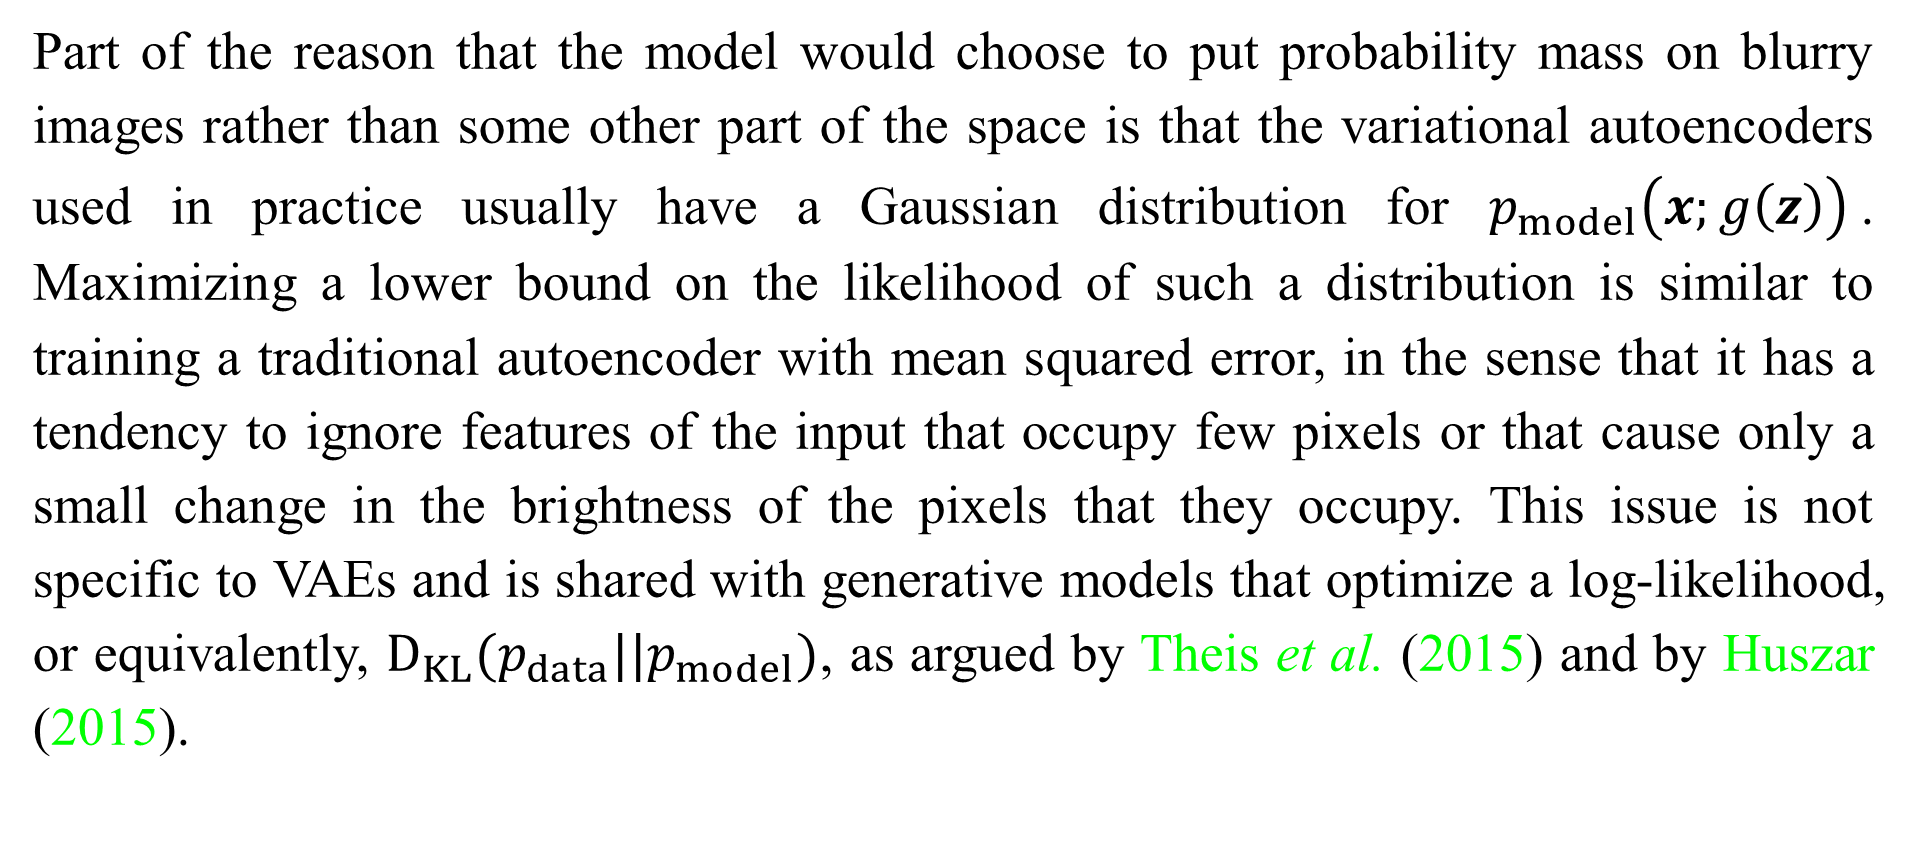 Part of the reason that the model would choose to put probability mass on blurry
images rather than some other part of the space is that the variational autoencoders
used in practice usually have a Gaussian distribution for p_model(x; g(z)) .
Maximizing a lower bound on the likelihood of such a distribution is similar to
training a traditional autoencoder with mean squared error, in the sense that it has a
tendency to ignore features of the input that occupy few pixels or that cause only a
small change in the brightness of the pixels that they occupy. This issue is not
specific to VAEs and is shared with generative models that optimize a log-likelihood,
or equivalently, D_KL(p_data||p_model), as argued by Theis et al. (2015) and by Huszar
(2015).